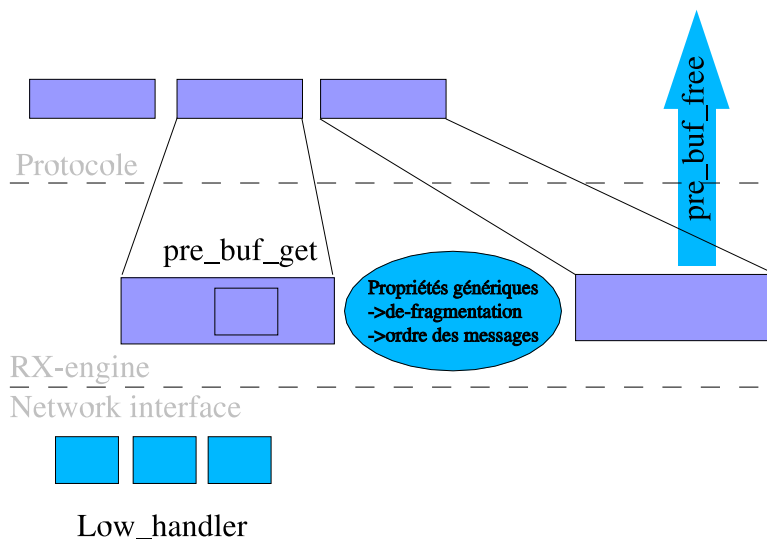 pre_buf_free
Protocole
pre_buf_get
Propriétés génériques
->de-fragmentation
->ordre des messages
RX-engine
Network interface
Low_handler